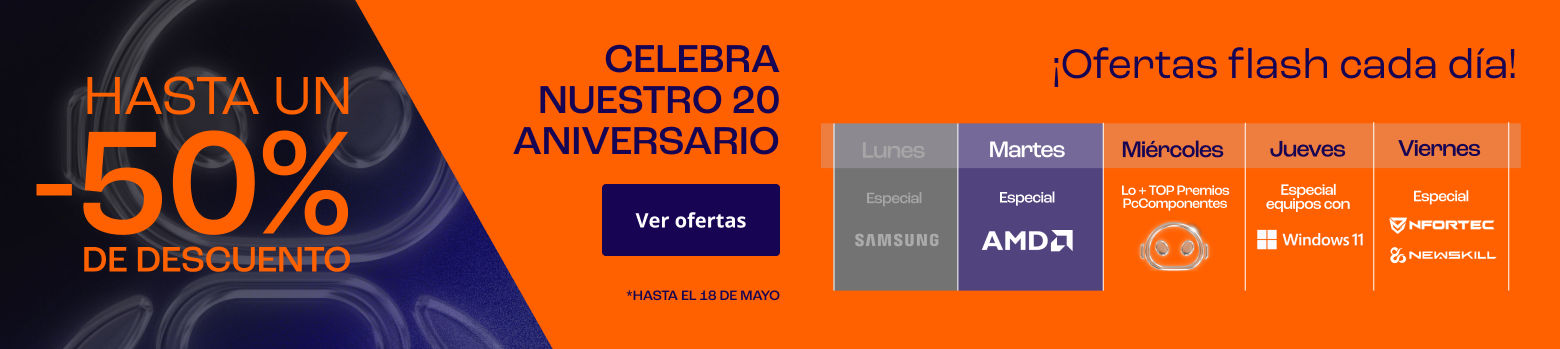 HASTA UN
-50%
DE DESCUENTO
CELEBRA
NUESTRO 20
ANIVERSARIO
Ver ofertas
*HASTA EL 18 DE MAYO
¡Ofertas flash cada día!
Lunes
Especial
SAMSUNG
Martes
Especial
AMD
Miércoles
Lo + TOP Premios
PcComponentes
Jueves
Especial
equipos con
Windows 11
Viernes
Especial
NFORTEC
NEWSKILL